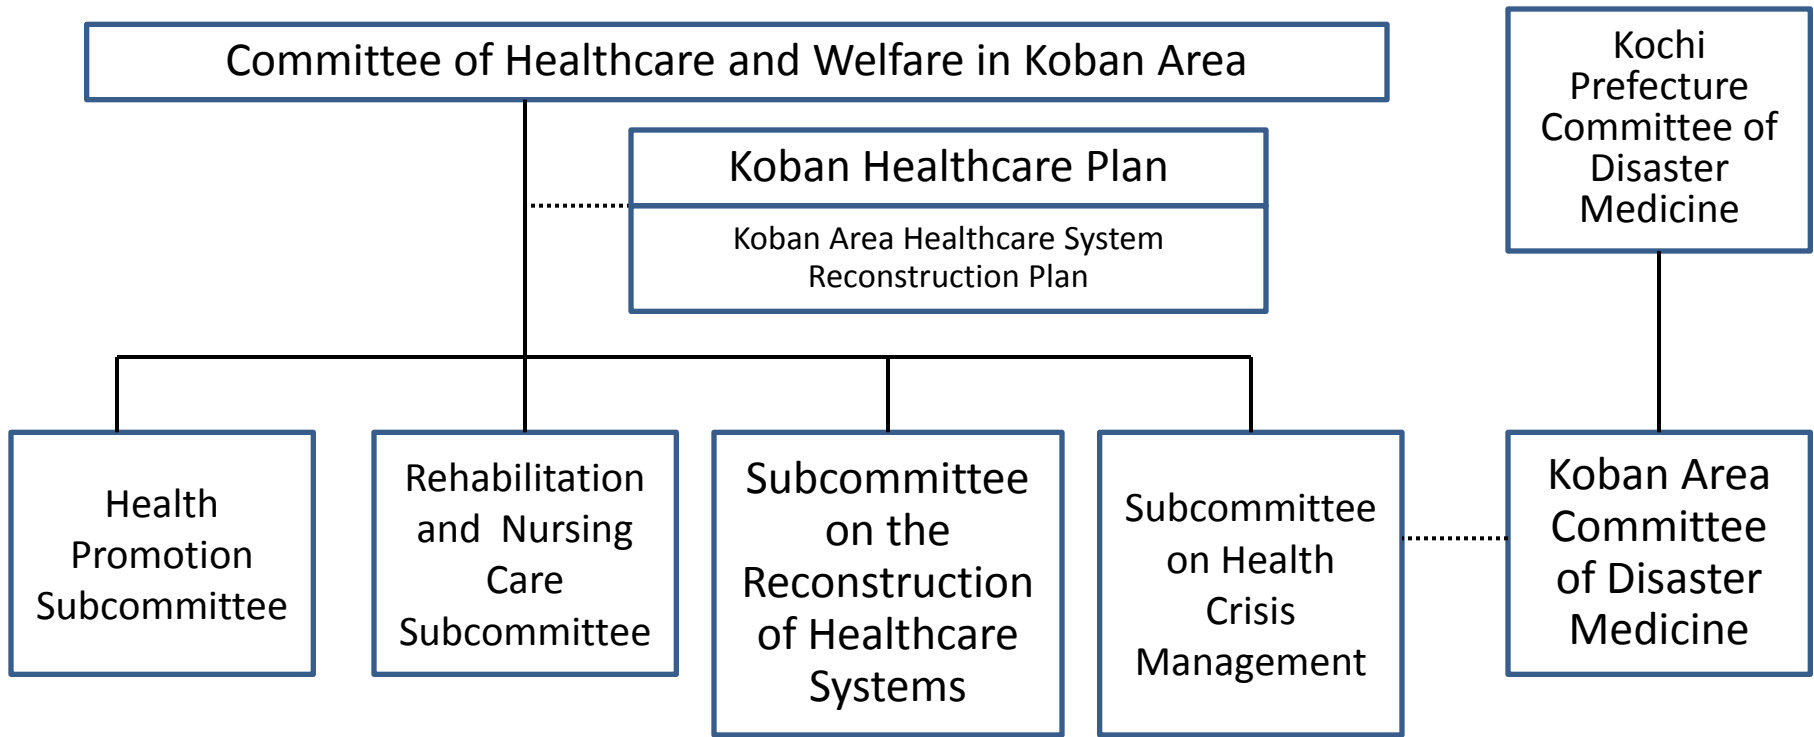 Committee of Healthcare and Welfare in Koban Area
Kochi
Prefecture
Committee of
Disaster
Medicine
Koban Healthcare Plan
Koban Area Healthcare System
Reconstruction Plan
Health
Promotion
Subcommittee
Rehabilitation
and Nursing
Care
Subcommittee
Subcommittee
on the
Reconstruction
of Healthcare
Systems
Subcommittee
on Health
Crisis
Management
Koban Area
Committee
of Disaster
Medicine